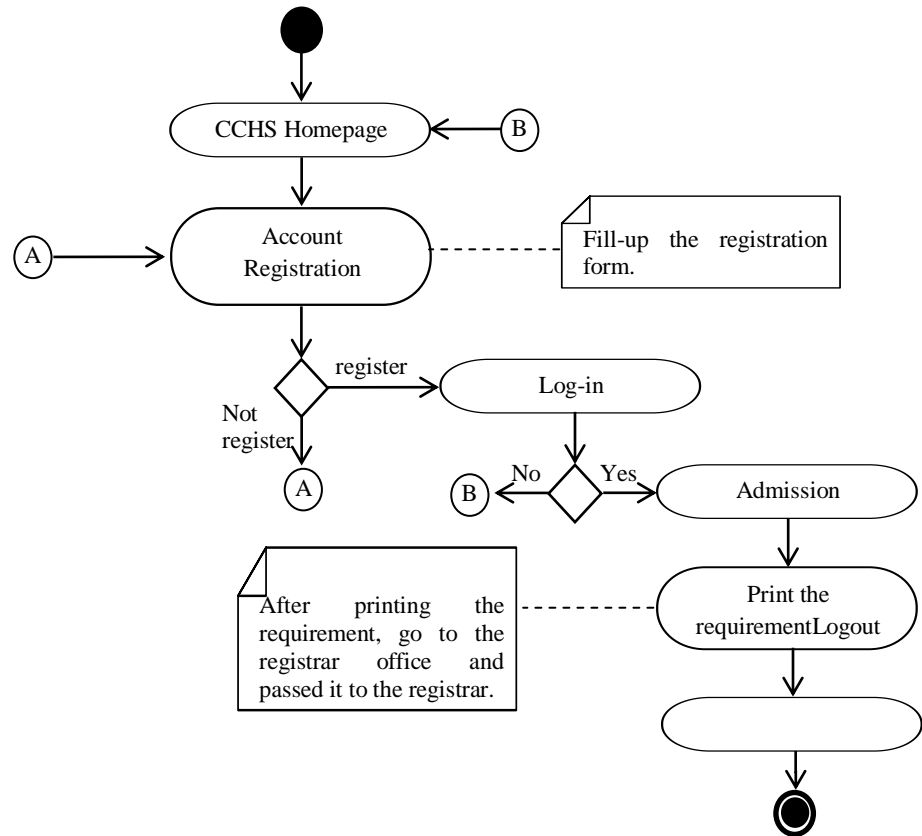 CCHS Homepage
B
A
Account
Registration
Fill-up the registration
form.
register
Not
register
A
Log-in
No
Yes
B
Admission
After printing the
requirement, go to the
registrar office and
passed it to the registrar.
Print the
requirementLogout